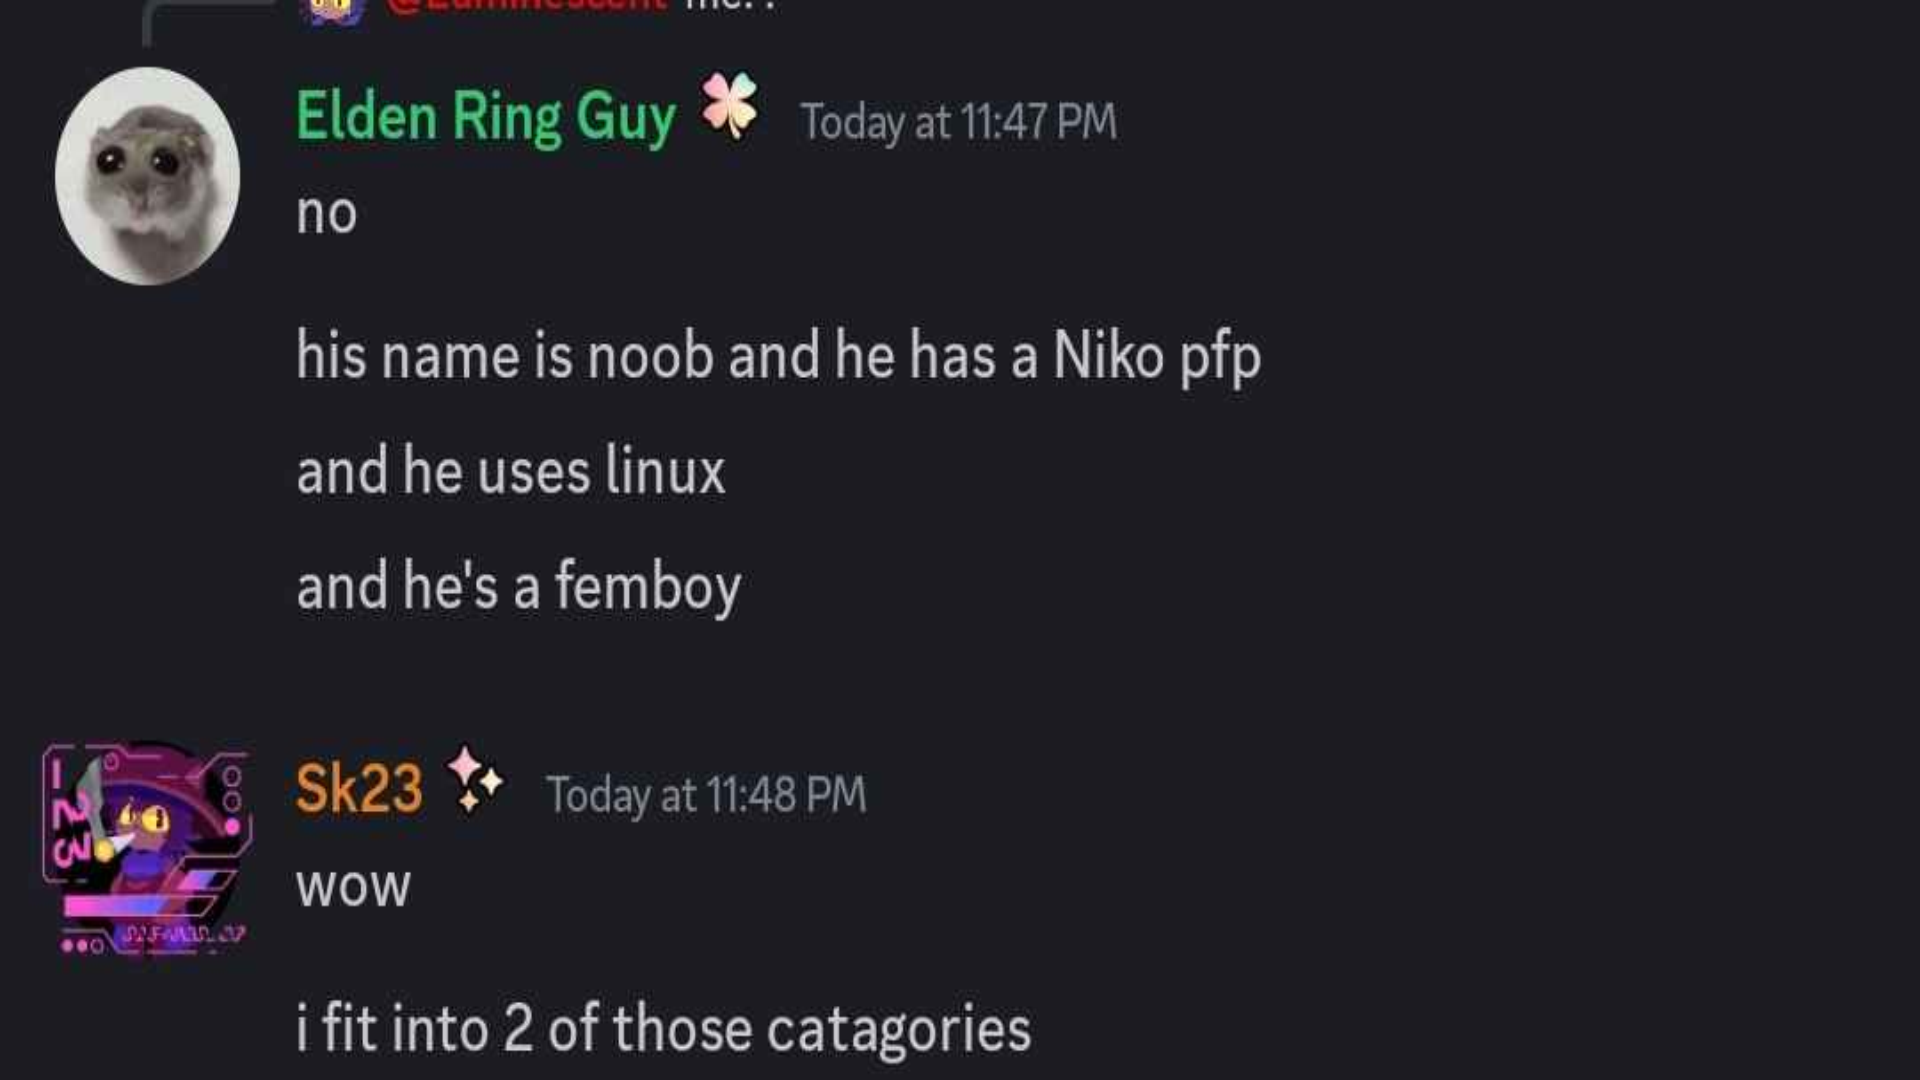 @Luminescent me? ?
Elden Ring Guy Today at 11:47 PM
no
his name is noob and he has a Niko pfp
and he uses linux
and he's a femboy
23
Sk23 Today at 11:48 PM
wow
i fit into 2 of those catagories